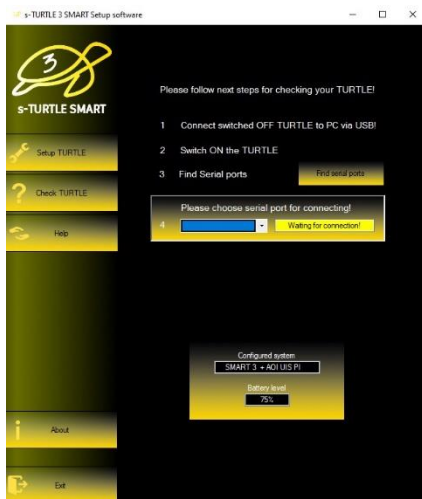 s-TURTLE 3 SMART Setup software
3
s-TURTLE SMART
Setup TURTLE
Check TURTLE
Help
About
Exit
Please follow next steps for checking your TURTLE!
1 Connect switched OFF TURTLE to PC via USB!
2 Switch ON the TURTLE
3 Find Serial ports
Find serial ports
Please choose serial port for connecting!
4
Waiting for connection!
Configured system
SMART 3 + AOI UIS PI
Battery level
75%